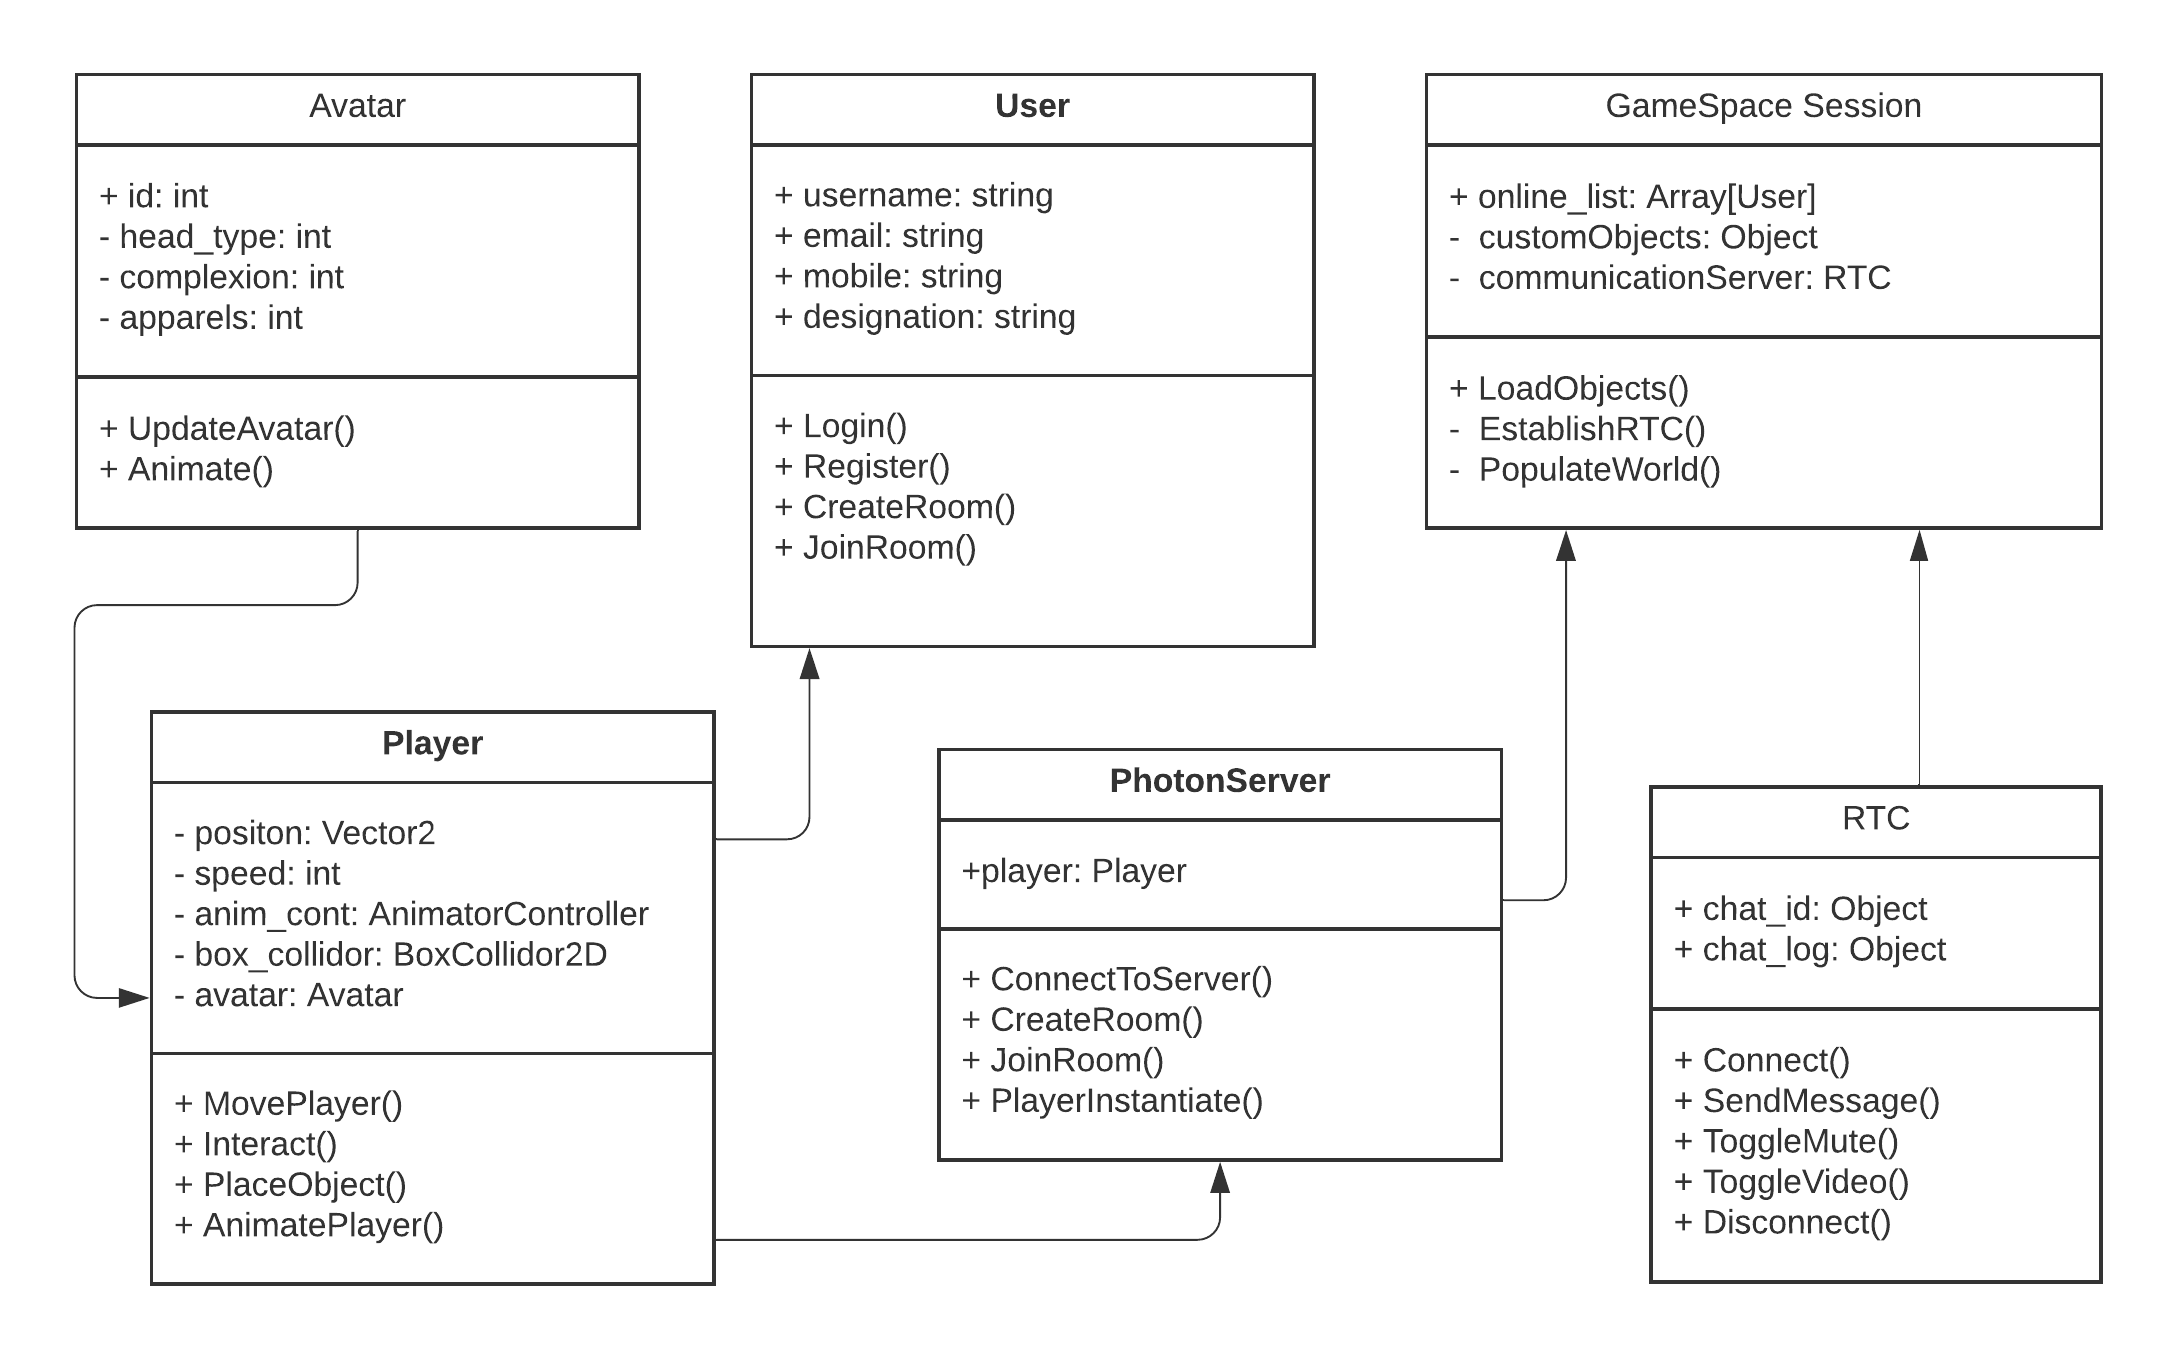 Avatar
+ id: int
- head_type: int
- complexion: int
- apparels: int
+ UpdateAvatar()
+ Animate()
User
+ username: string
+ email: string
+ mobile: string
+ designation: string
+ Login()
+ Register()
+ CreateRoom()
+ JoinRoom()
GameSpace Session
+ online_list: Array[User]
- customObjects: Object
- communicationServer: RTC
+ LoadObjects()
- EstablishRTC()
- PopulateWorld()
Player
- positon: Vector2
- speed: int
- anim_cont: AnimatorController
- box_collidor: BoxCollidor2D
- avatar: Avatar
+ MovePlayer()
+ Interact()
+ PlaceObject()
+ AnimatePlayer()
PhotonServer
+player: Player
+ ConnectToServer()
+ CreateRoom()
+ JoinRoom()
+ PlayerInstantiate()
RTC
+ chat_id: Object
+ chat_log: Object
+ Connect()
+ SendMessage()
+ ToggleMute()
+ ToggleVideo()
+ Disconnect()